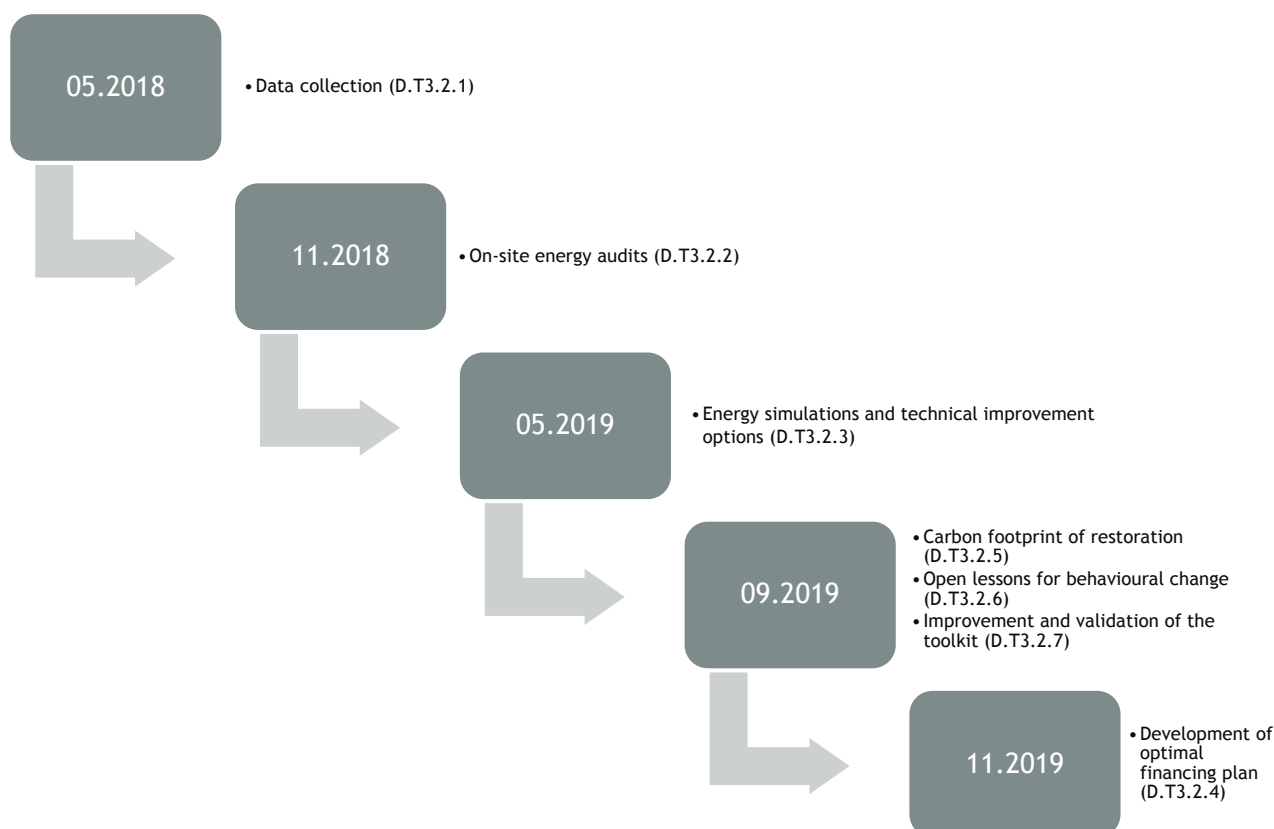 05.2018
• Data collection (D.T3.2.1)
11.2018
• On-site energy audits (D.T3.2.2)
05.2019
• Energy simulations and technical improvement
options (D.T3.2.3)
09.2019
• Carbon footprint of restoration
(D.T3.2.5)
• Open lessons for behavioural change
(D.T3.2.6)
• Improvement and validation of the
toolkit (D.T3.2.7)
11.2019
• Development of
optimal
financing plan
(D.T3.2.4)